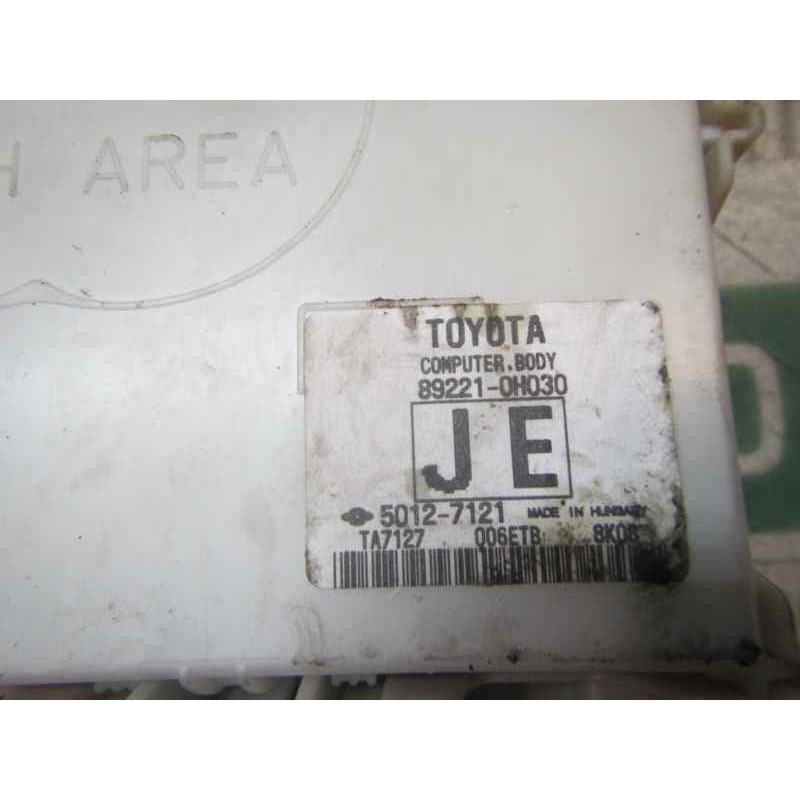 H AREA
TOYOTA
COMPUTER.BODY
89221-0H030
JE
5012-7121 MADE IN HUNGARY
TA7127 006ETB 8K08